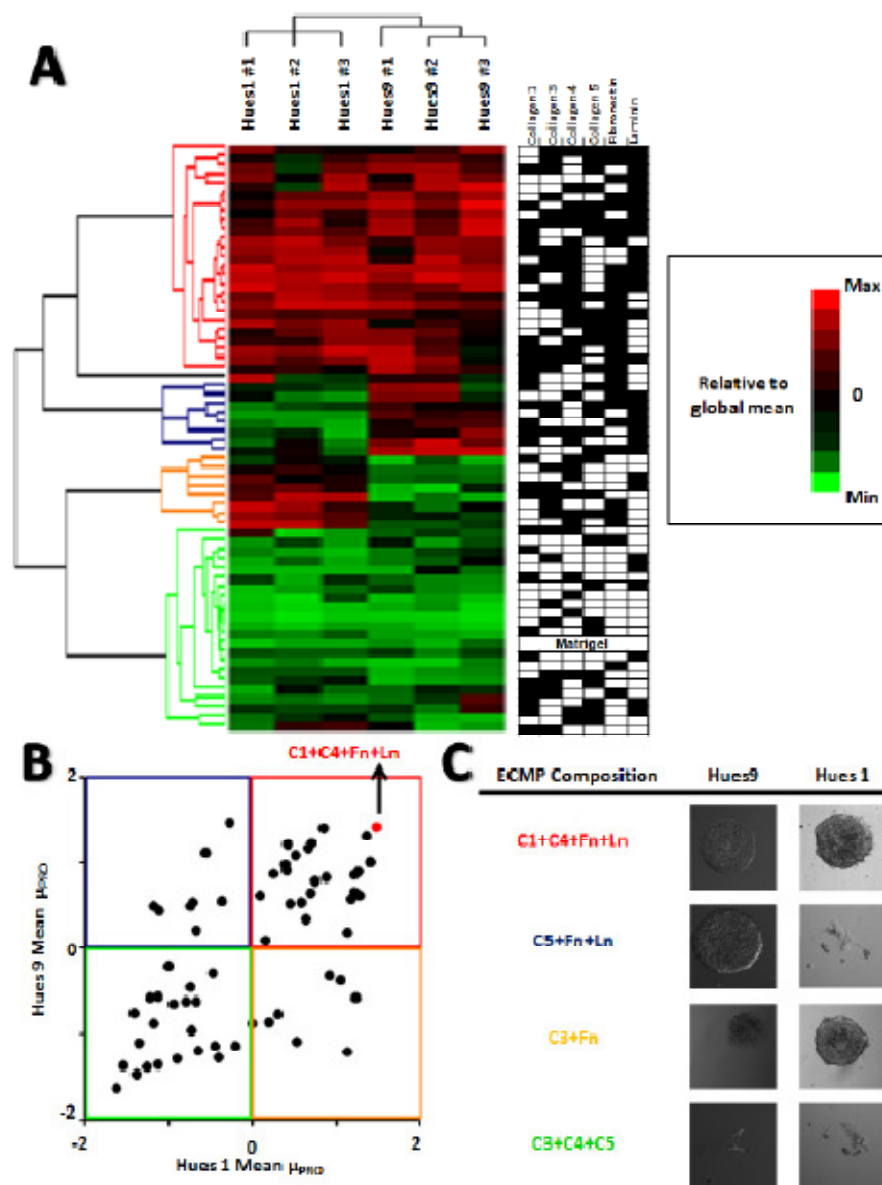 A
Hues1 #1
Hues1 #2
Hues1 #3
Hues9 #1
Hues9 #2
Hues9 #3
Collagen 1
Collagen 3
Collagen 4
Collagen 5
Fibronectin
Laminin
Matrigel
Max
Relative to
global mean
0
Min
B
C1+C4+Fn+Ln
2
0
-2
Hues 9 Mean μPRO
-2
0
2
Hues 1 Mean μPRO
C
ECMP Composition
Hues9
Hues 1
C1+C4+Fn+Ln
C5+Fn+Ln
C3+Fn
C3+C4+C5